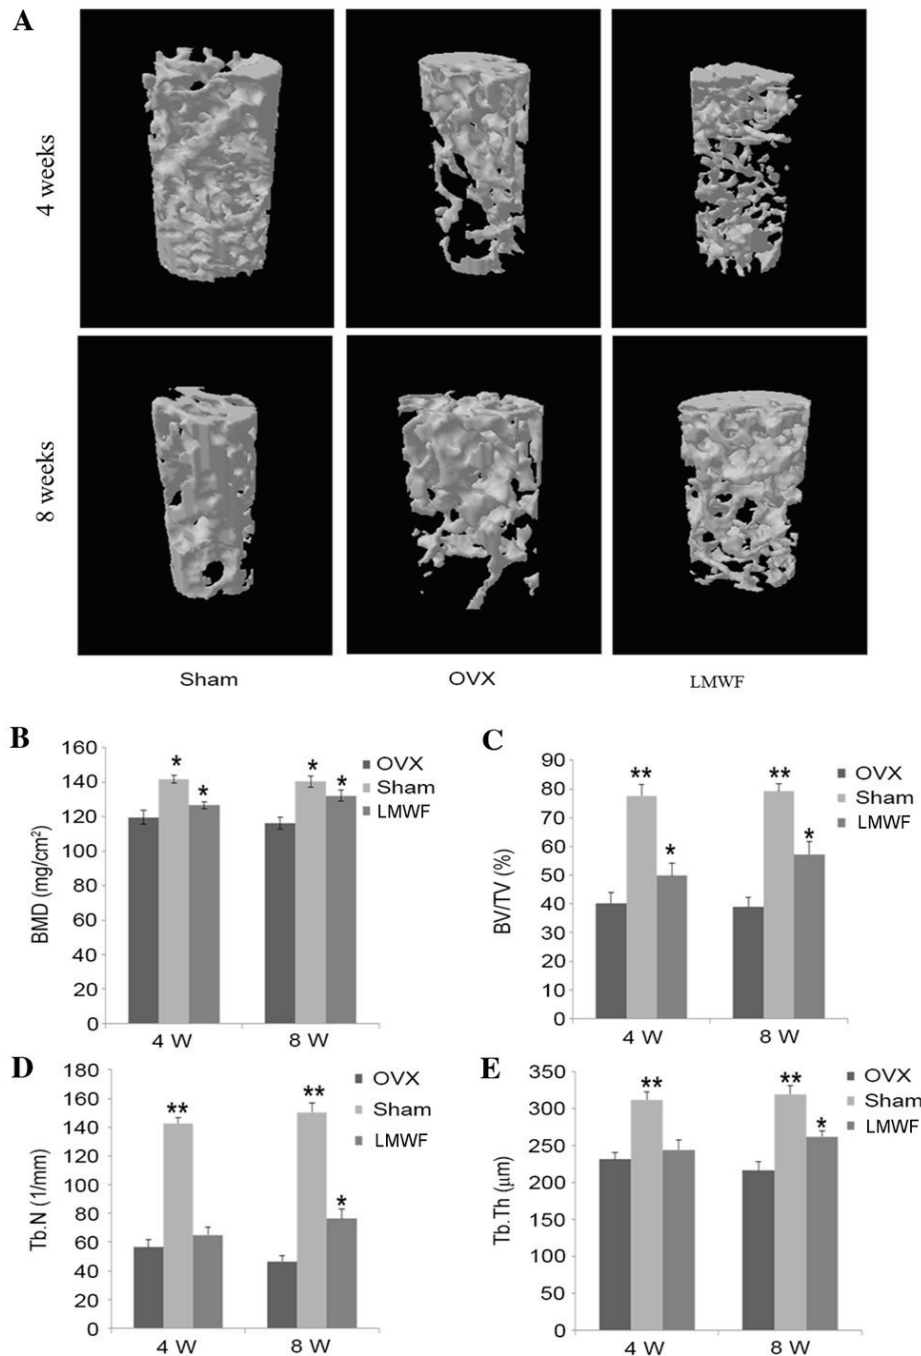 A
4 weeks
8 weeks
Sham
OVX
LMWF
B
BMD (mg/cm²)
160
140
120
100
80
60
40
20
0
*
*
*
*
OVX
Sham
LMWF
4 W
8 W
C
BV/TV (%)
90
80
70
60
50
40
30
20
10
0
**
*
**
*
OVX
Sham
LMWF
4 W
8 W
D
Tb.N (1/mm)
180
160
140
120
100
80
60
40
20
0
**
**
*
OVX
Sham
LMWF
4 W
8 W
E
Tb.Th (μm)
350
300
250
200
150
100
50
0
**
**
*
OVX
Sham
LMWF
4 W
8 W